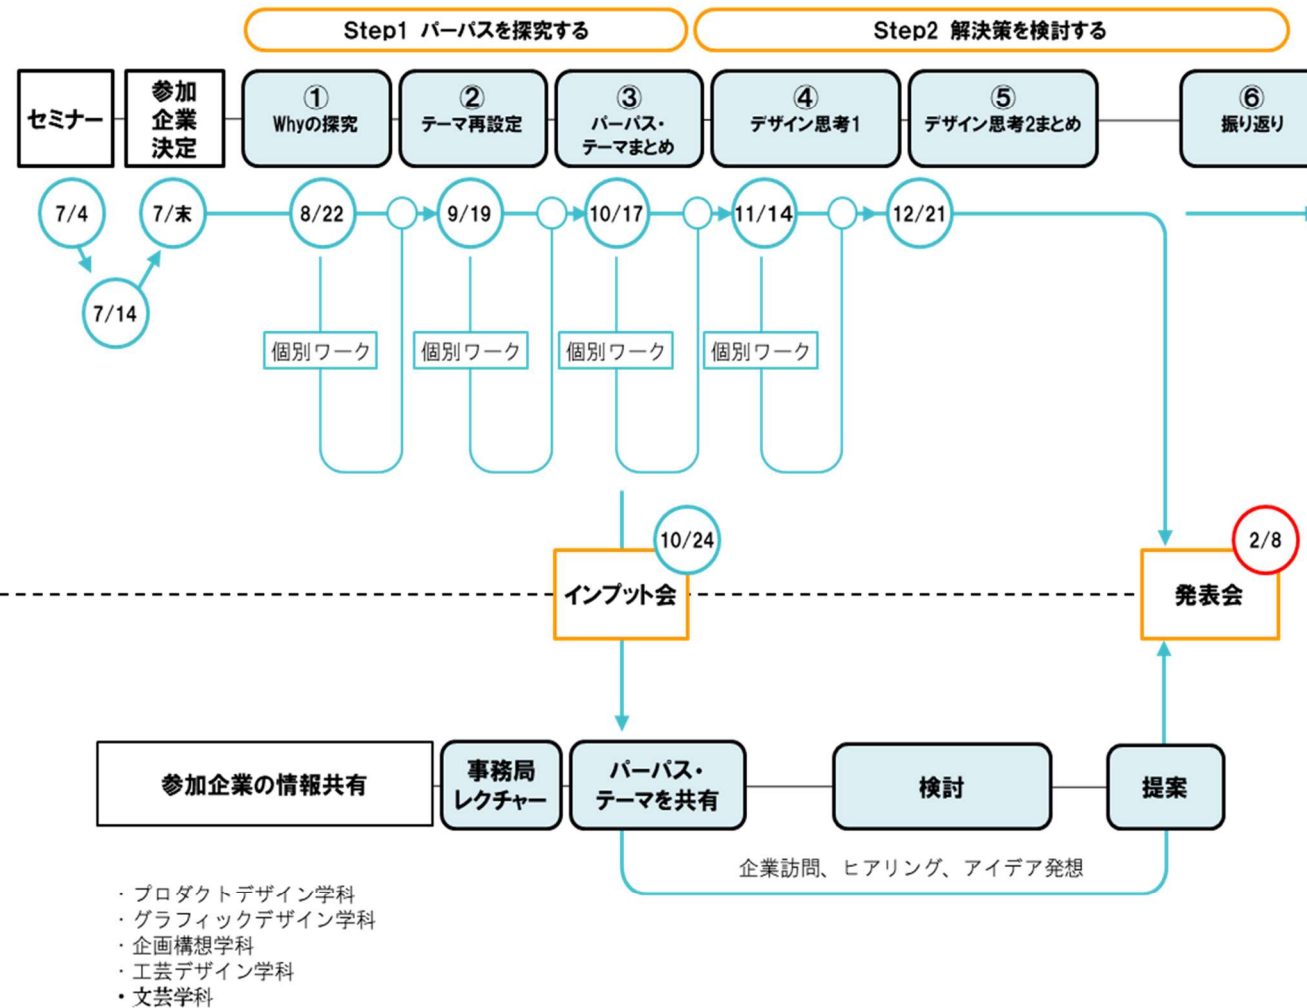 Step1 パーパスを探究する
Step2 解決策を検討する
セミナー
参加
企業
決定
①
Whyの探究
②
テーマ再設定
③
パーパス・
テーマまとめ
④
デザイン思考1
⑤
デザイン思考2まとめ
⑥
振り返り
7/4
7/末
8/22
9/19
10/17
11/14
12/21
7/14
個別ワーク
個別ワーク
個別ワーク
個別ワーク
10/24
2/8
インプット会
発表会
参加企業の情報共有
事務局
レクチャー
パーパス・
テーマを共有
検討
提案
企業訪問、ヒアリング、アイデア発想
・プロダクトデザイン学科
・グラフィックデザイン学科
・企画構想学科
・工芸デザイン学科
・文芸学科